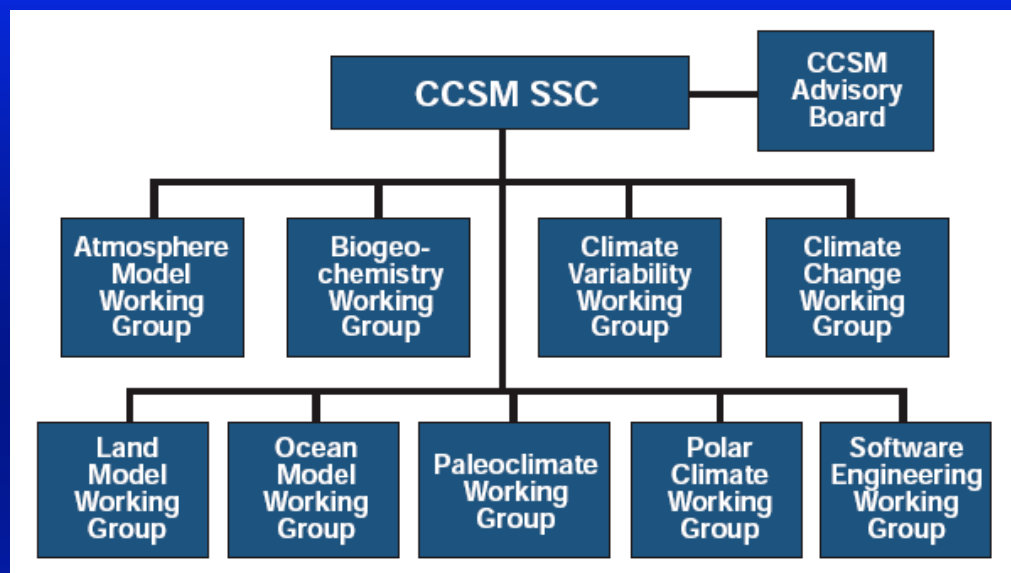 CCSM SSC
CCSM
Advisory
Board
Atmosphere
Model
Working
Group
Biogeo-
chemistry
Working
Group
Climate
Variability
Working
Group
Climate
Change
Working
Group
Land
Model
Working
Group
Ocean
Model
Working
Group
Paleoclimate
Working
Group
Polar
Climate
Working
Group
Software
Engineering
Working
Group